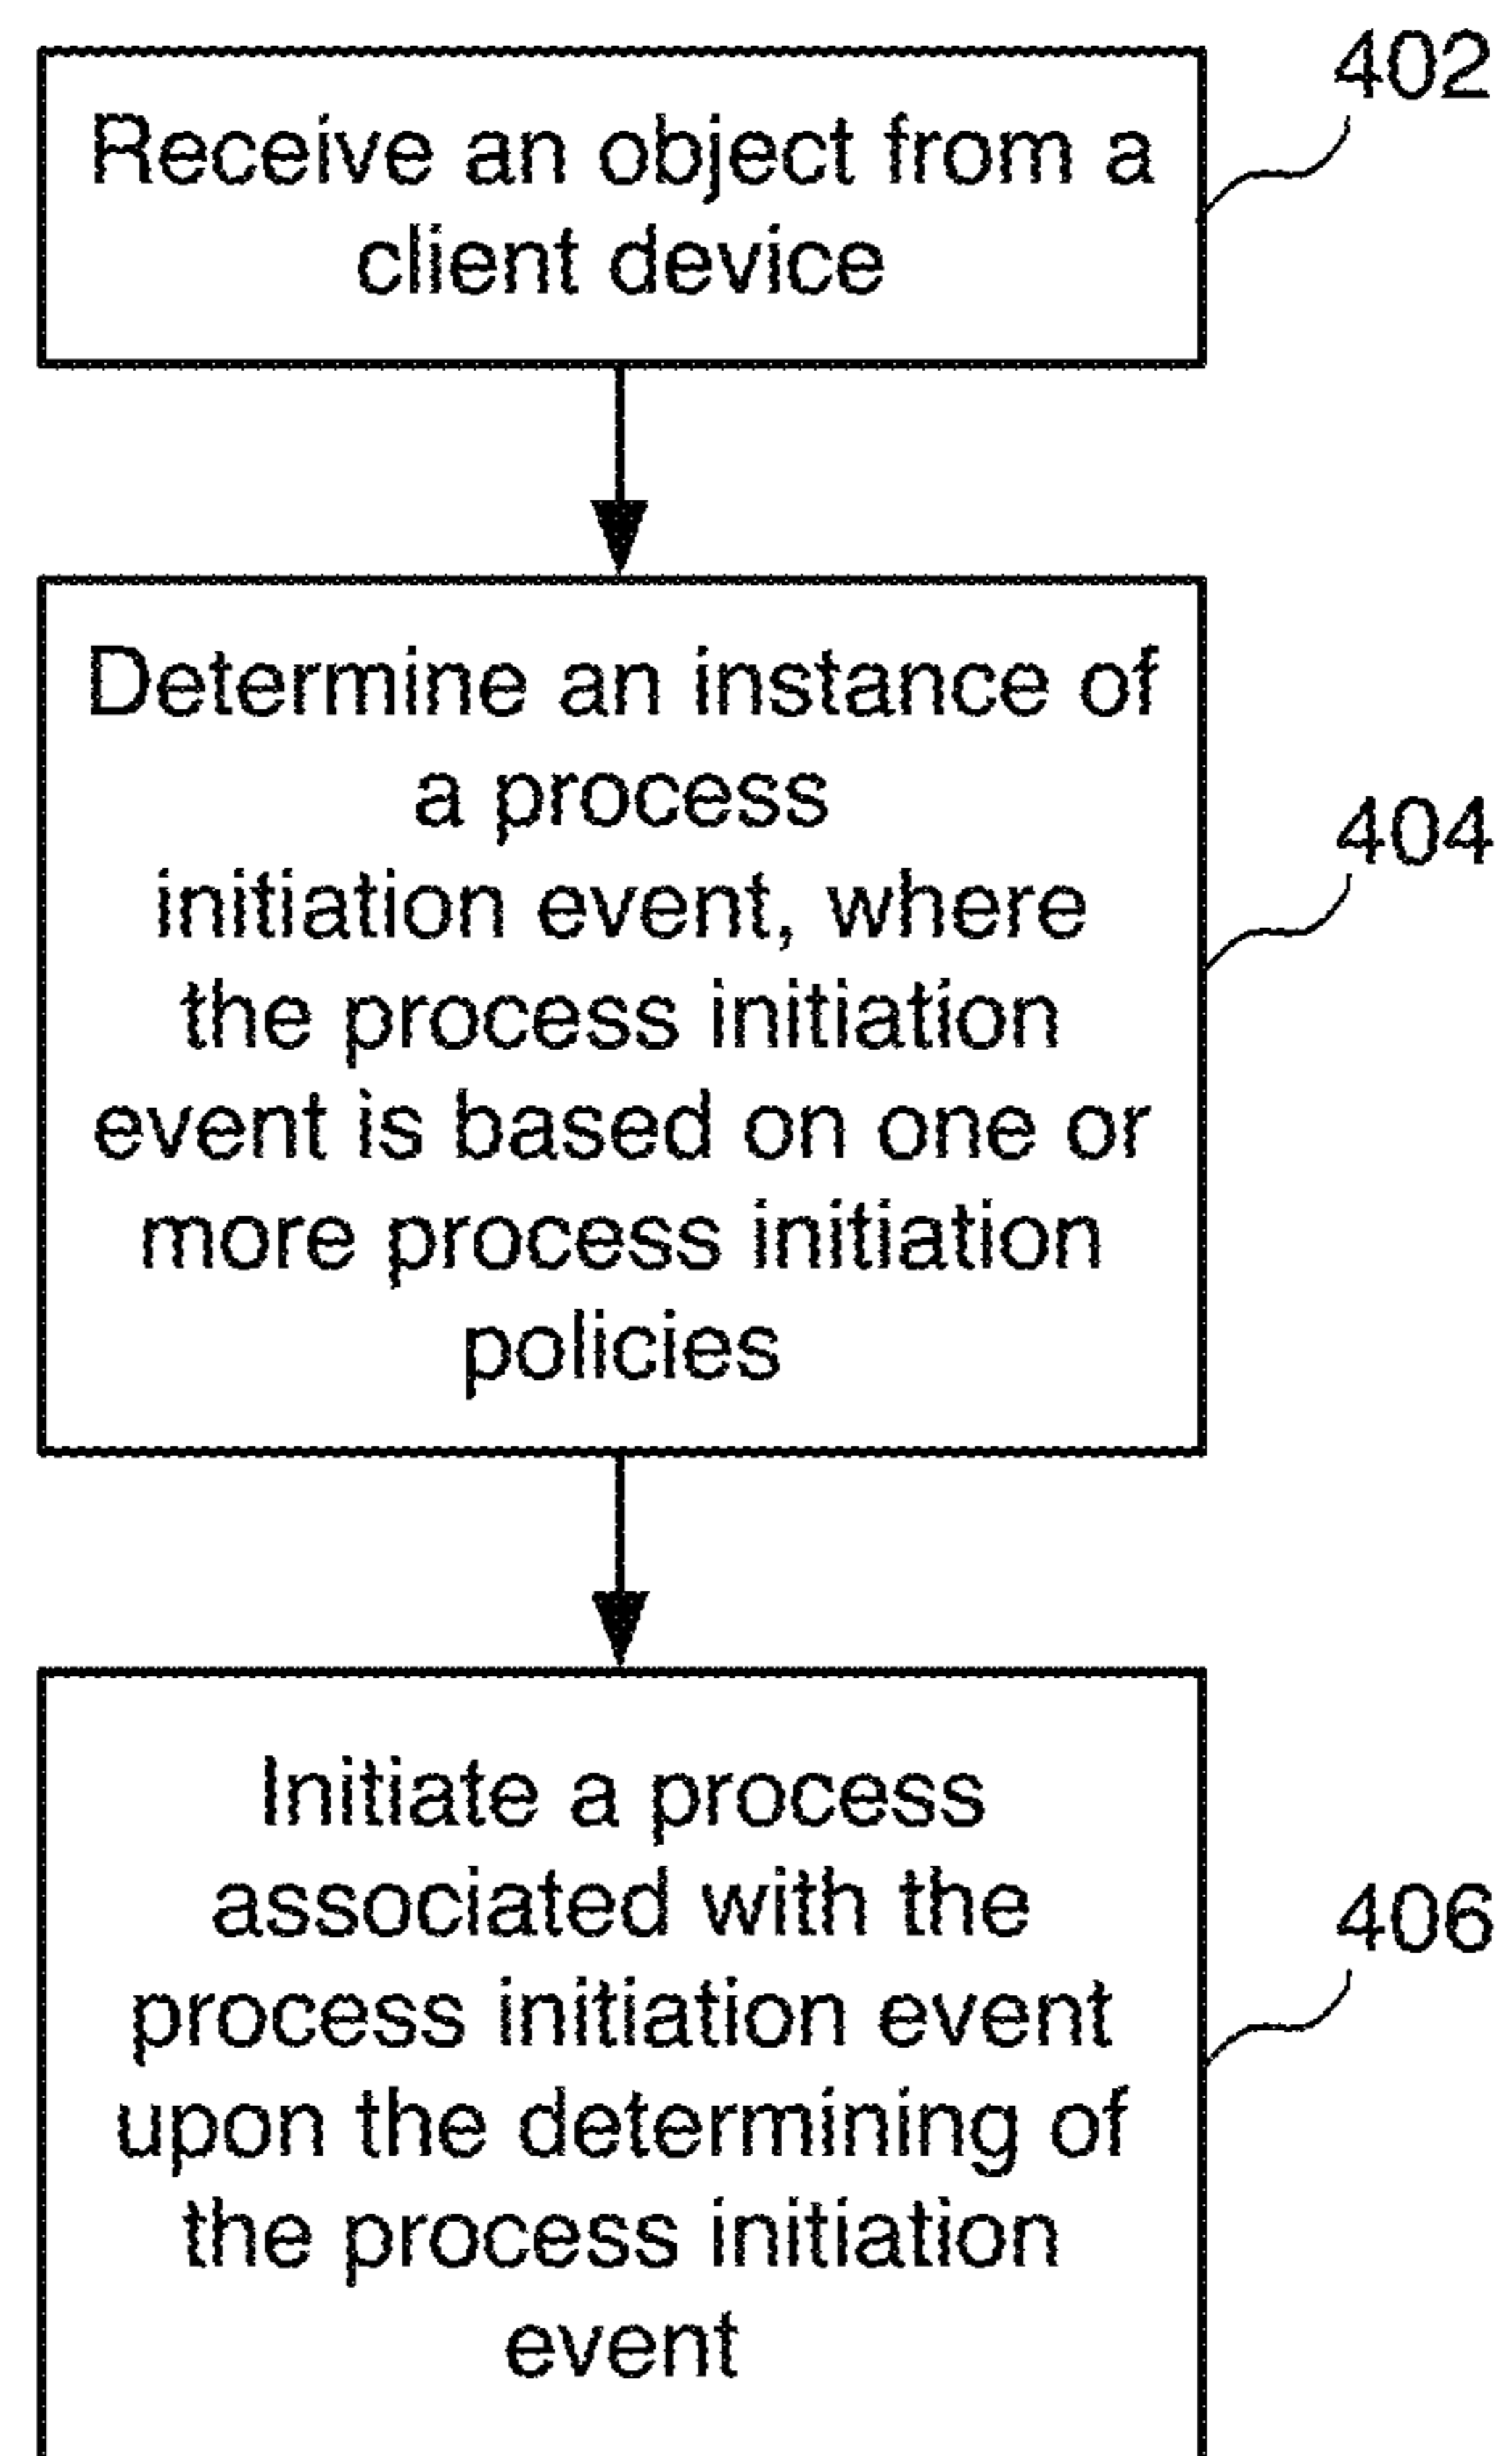 402
Receive an object from a
client device
Determine an instance of
a process
404
initiation event, where
the process initiation
event is based on one or
more process initiation
policies
Initiate a process
associated with the
406
process initiation event
upon the determining of
the process initiation
event